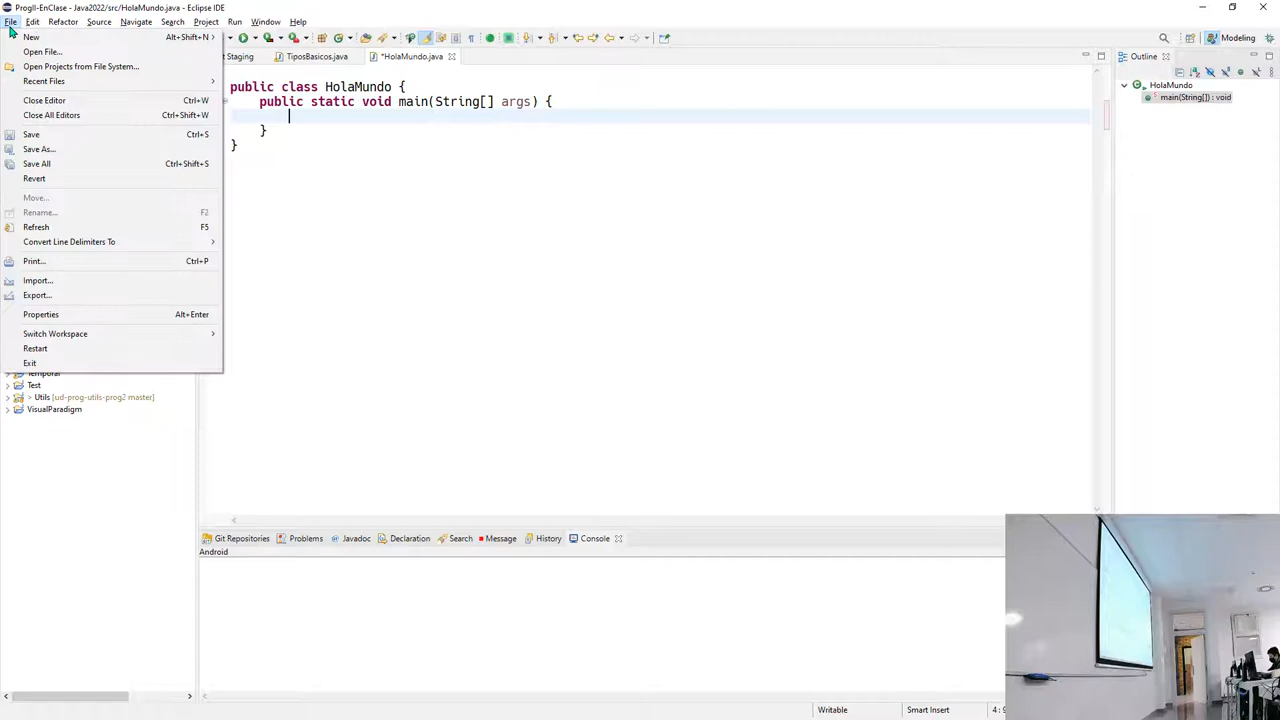 ProgII-EnClase - Java2022/src/HolaMundo.java - Eclipse IDE
File Edit Refactor Source Navigate Search Project Run Window Help
New Alt+Shift+N >
Open File...
Open Projects from File System...
Recent Files >
Close Editor Ctrl+W
Close All Editors Ctrl+Shift+W
Save Ctrl+S
Save As...
Save All Ctrl+Shift+S
Revert
Move...
Rename... F2
Refresh F5
Convert Line Delimiters To >
Print... Ctrl+P
Import...
Export...
Properties Alt+Enter
Switch Workspace >
Restart
Exit
Temporal
Test
> Utils [ud-prog-utils-prog2 master]
VisualParadigm
Modeling
Staging TiposBasicos.java *HolaMundo.java
public class HolaMundo {
public static void main(String[] args) {
}
}
Outline
HolaMundo
main(String[]) : void
Git Repositories Problems Javadoc Declaration Search Message History Console
Android
Writable Smart Insert